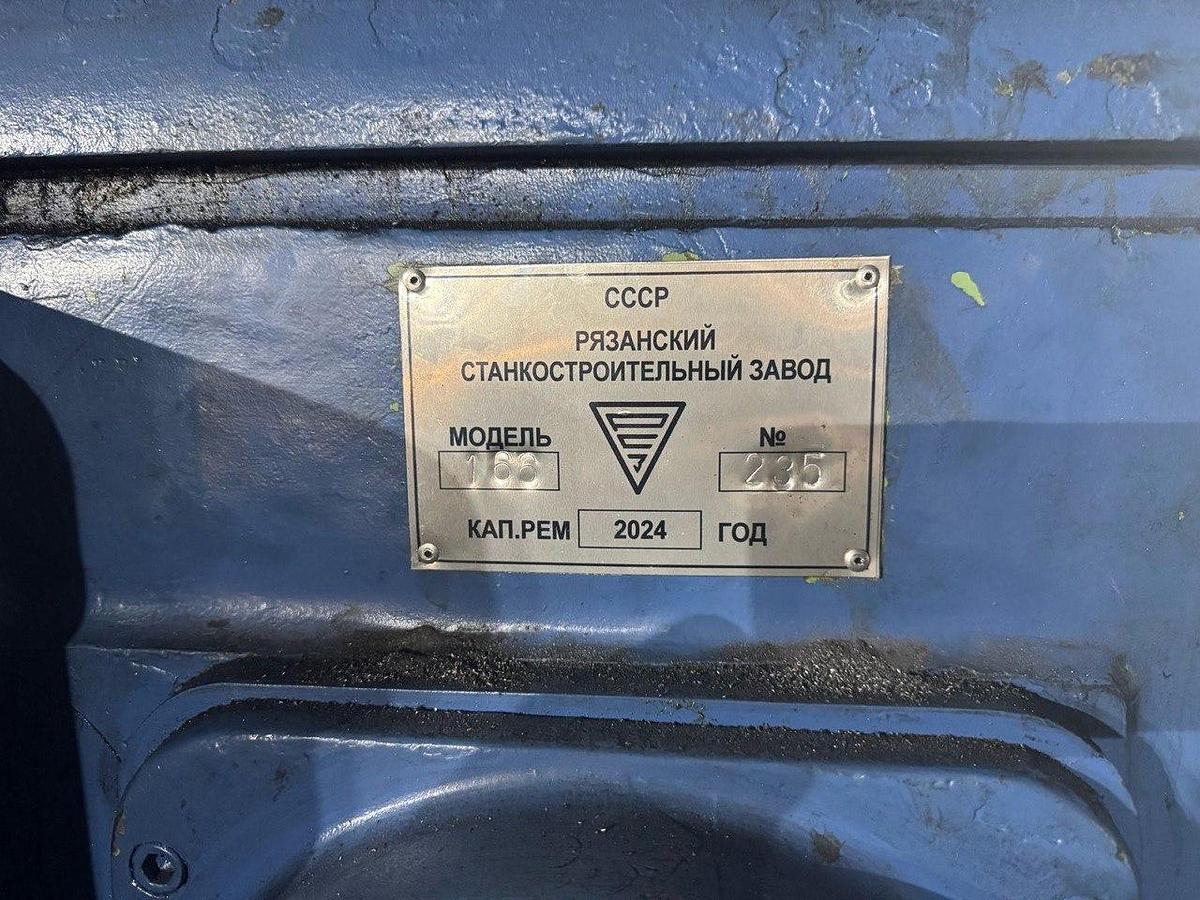 СССР
РЯЗАНСКИЙ
СТАНКОСТРОИТЕЛЬНЫЙ ЗАВОД
МОДЕЛЬ №
166 235
КАП.РЕМ 2024 ГОД